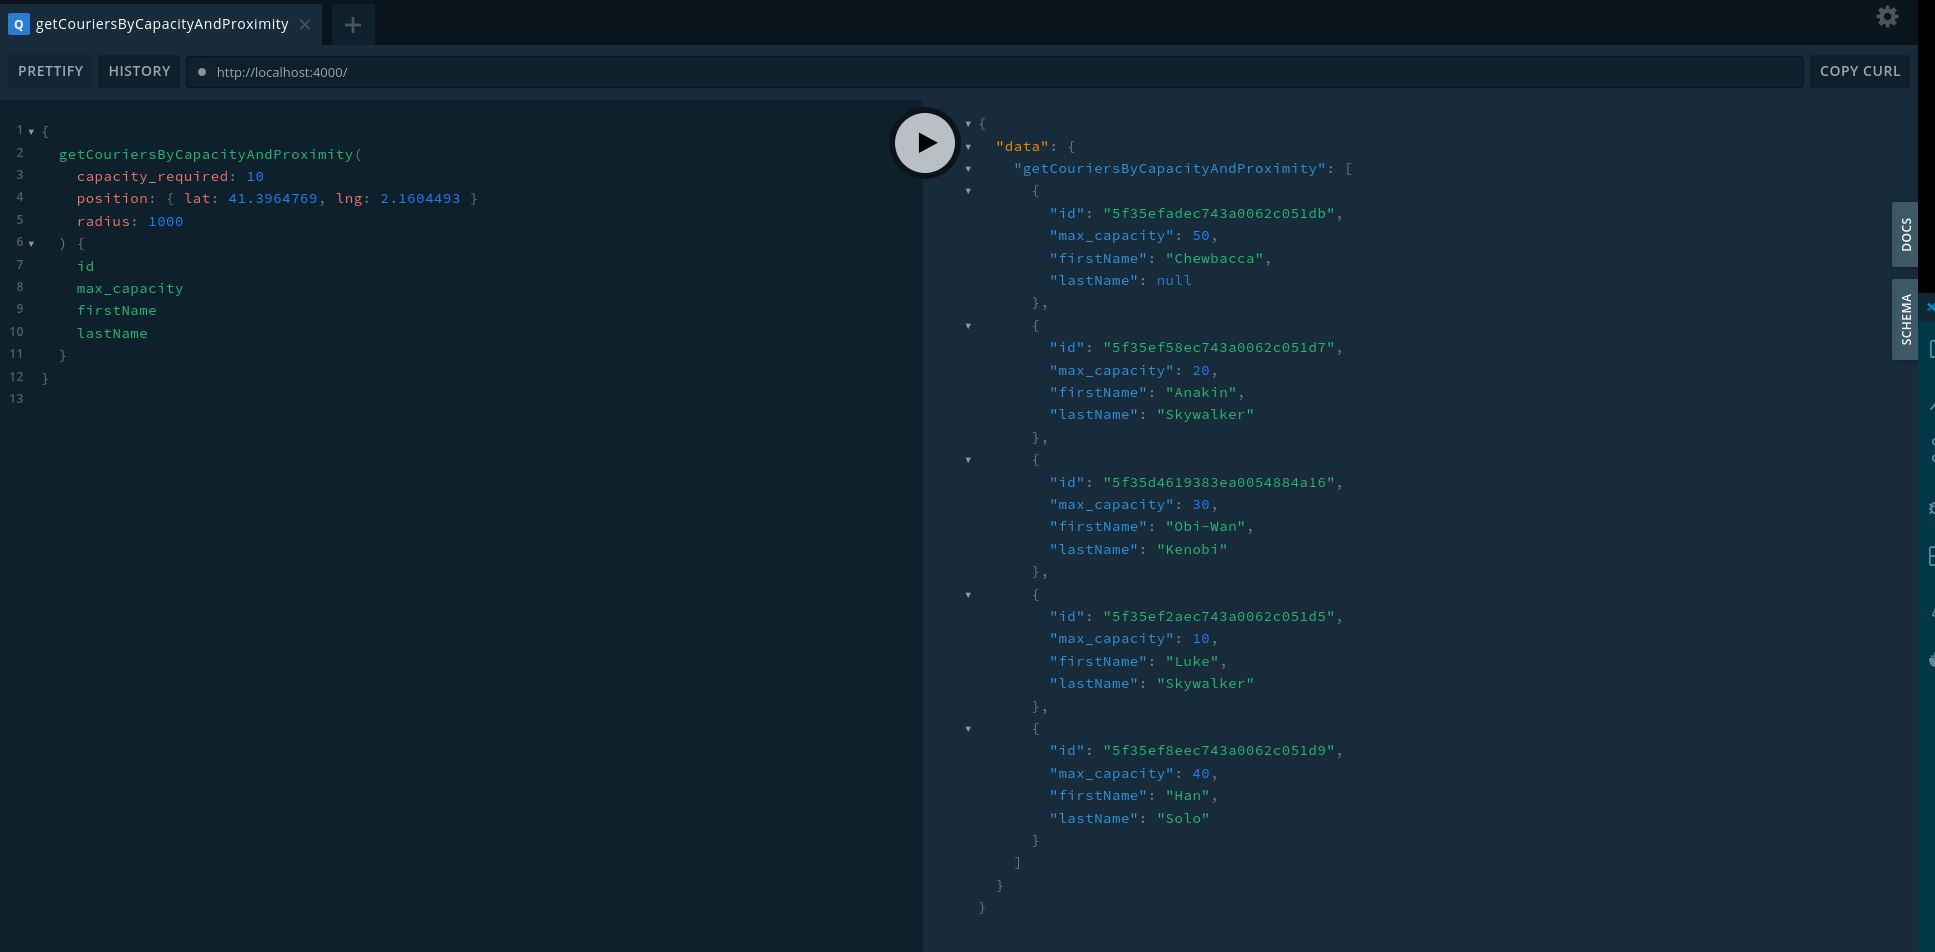 Q getCouriersByCapacityAndProximity × +
PRETTIFY HISTORY http://localhost:4000/ COPY CURL
1 {
2 getCouriersByCapacityAndProximity(
3 capacity_required: 10
4 position: { lat: 41.3964769, lng: 2.1604493 }
5 radius: 1000
6 ) {
7 id
8 max_capacity
9 firstName
10 lastName
11 }
12 }
13
{
"data": {
"getCouriersByCapacityAndProximity": [
{
"id": "5f35efadec743a0062c051db",
"max_capacity": 50,
"firstName": "Chewbacca",
"lastName": null
},
{
"id": "5f35ef58ec743a0062c051d7",
"max_capacity": 20,
"firstName": "Anakin",
"lastName": "Skywalker"
},
{
"id": "5f35d4619383ea0054884a16",
"max_capacity": 30,
"firstName": "Obi-Wan",
"lastName": "Kenobi"
},
{
"id": "5f35ef2aec743a0062c051d5",
"max_capacity": 10,
"firstName": "Luke",
"lastName": "Skywalker"
},
{
"id": "5f35ef8eec743a0062c051d9",
"max_capacity": 40,
"firstName": "Han",
"lastName": "Solo"
}
]
}
}
DOCS
SCHEMA